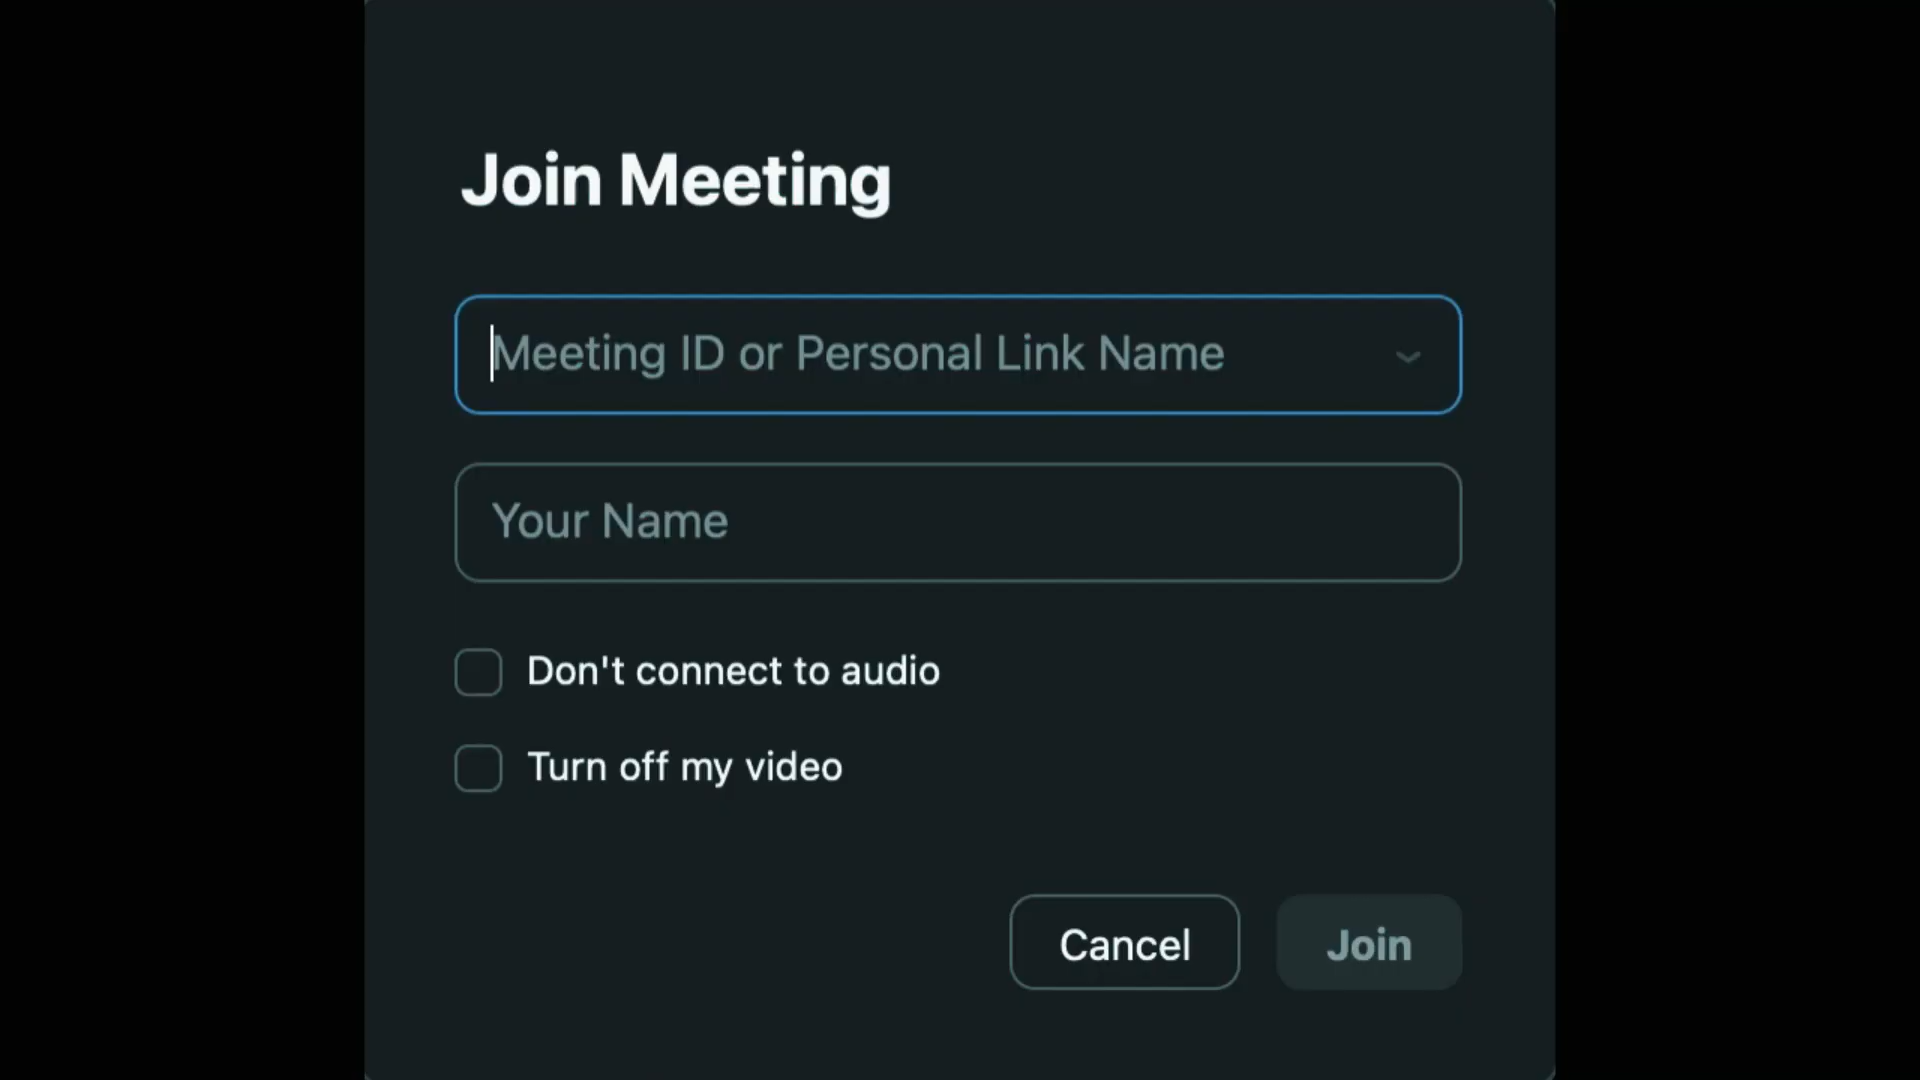 Join Meeting
Meeting ID or Personal Link Name
Your Name
Don't connect to audio
Turn off my video
Cancel
Join